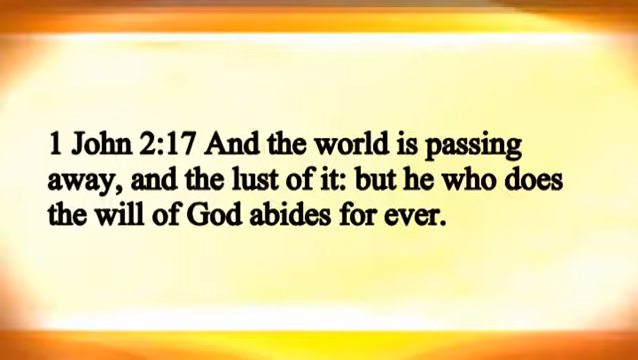 1 John 2:17 And the world is passing
away, and the lust of it: but he who does
the will of God abides for ever.